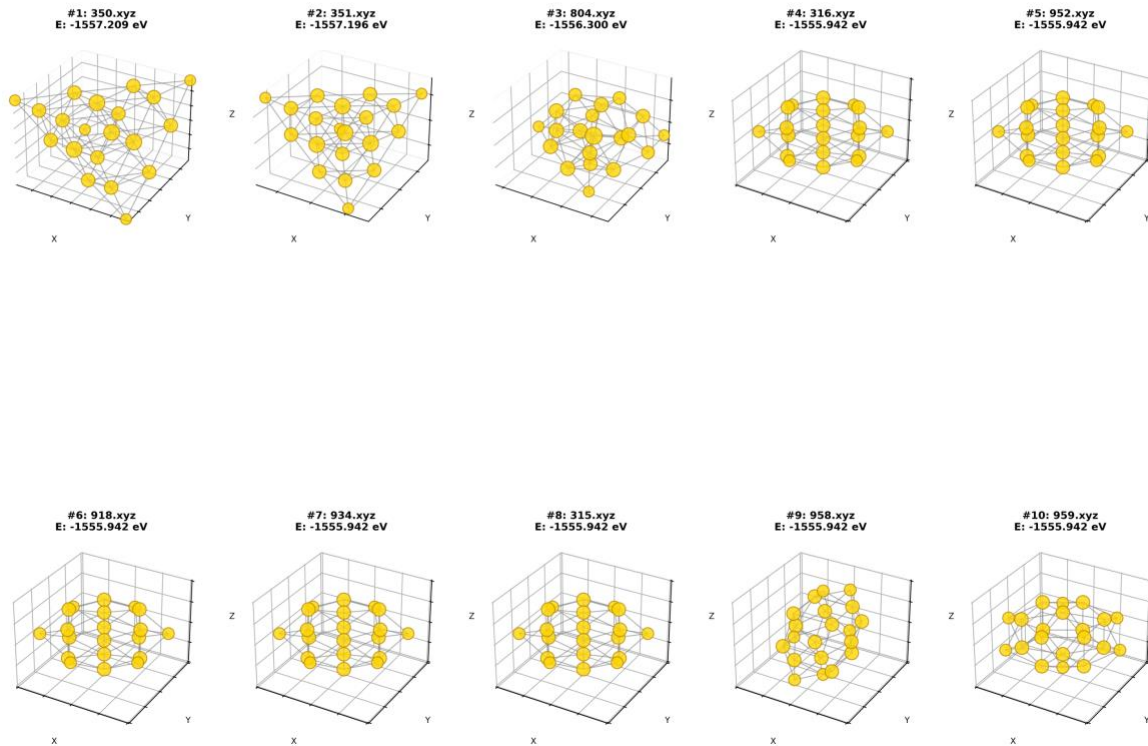 #1: 350.xyz
E: -1557.209 eV
#2: 351.xyz
E: -1557.196 eV
#3: 804.xyz
E: -1556.300 eV
#4: 316.xyz
E: -1555.942 eV
#5: 952.xyz
E: -1555.942 eV
Z
Y
X
Z
Y
X
Z
Y
X
Z
Y
X
Y
X
#6: 918.xyz
E: -1555.942 eV
#7: 934.xyz
E: -1555.942 eV
#8: 315.xyz
E: -1555.942 eV
#9: 958.xyz
E: -1555.942 eV
#10: 959.xyz
E: -1555.942 eV
Z
Y
X
Z
Y
X
Z
Y
X
Z
Y
X
Y
X